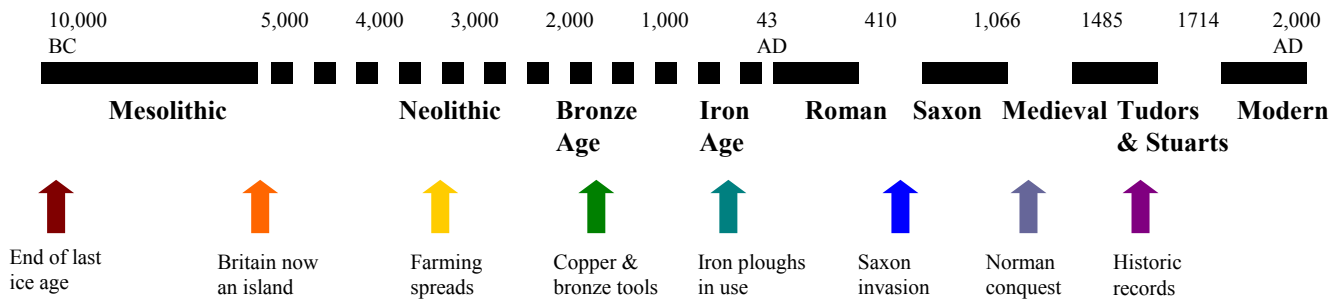 10,000 5,000 4,000 3,000 2,000 1,000 43 410 1,066 1485 1714 2,000
BC AD AD
Mesolithic Neolithic Bronze Iron Roman Saxon Medieval Tudors Modern
Age Age & Stuarts
End of last Britain now Farming Copper & Iron ploughs Saxon Norman Historic
ice age an island spreads bronze tools in use invasion conquest records